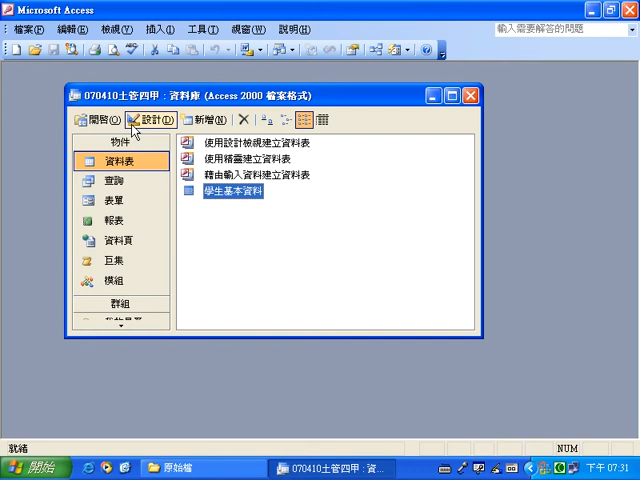 Microsoft Access
檔案(F) 編輯(E) 檢視(V) 插入(I) 工具(T) 視窗(W) 說明(H) 輸入需要解答的問題
070410土管四甲 : 資料庫 (Access 2000 檔案格式)
開啓(O) 設計(D) 新增(N)
物件
資料表
查詢
表單
報表
資料頁
巨集
模組
群組
使用設計檢視建立資料表
使用精靈建立資料表
藉由輸入資料建立資料表
學生基本資料
就緒 NUM
開始 原始檔 070410土管四甲 : 資... 下午 07:31